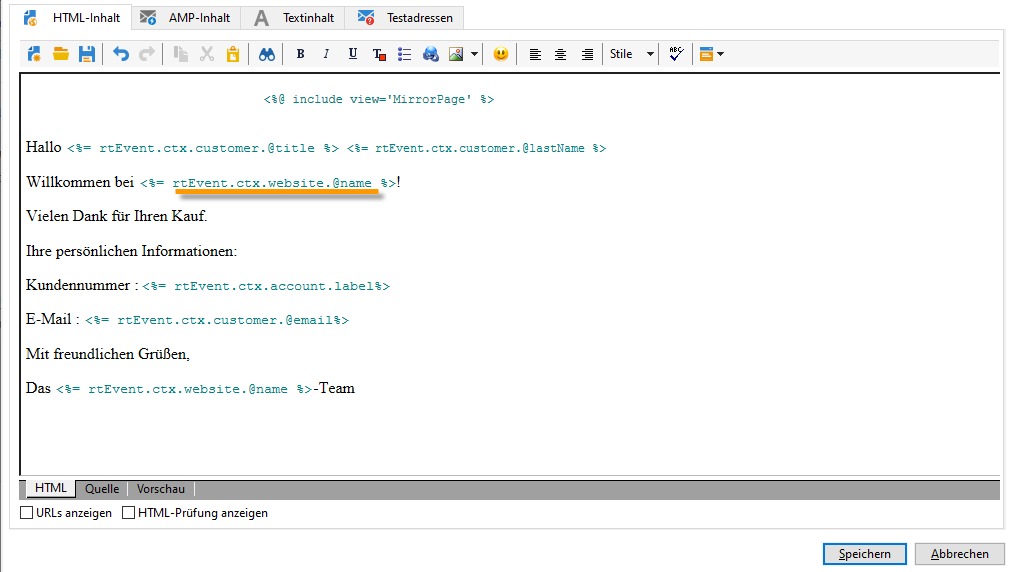 HTML-Inhalt AMP-Inhalt Textinhalt Testadressen
B I U T Stile ABC
<%@ include view='MirrorPage' %>
Hallo <%= rtEvent.ctx.customer.@title %> <%= rtEvent.ctx.customer.@lastName %>
Willkommen bei <%= rtEvent.ctx.website.@name %>!
Vielen Dank für Ihren Kauf.
Ihre persönlichen Informationen:
Kundennummer : <%= rtEvent.ctx.account.label%>
E-Mail : <%= rtEvent.ctx.customer.@email%>
Mit freundlichen Grüßen,
Das <%= rtEvent.ctx.website.@name %>-Team
HTML Quelle Vorschau
URLs anzeigen HTML-Prüfung anzeigen
Speichern Abbrechen